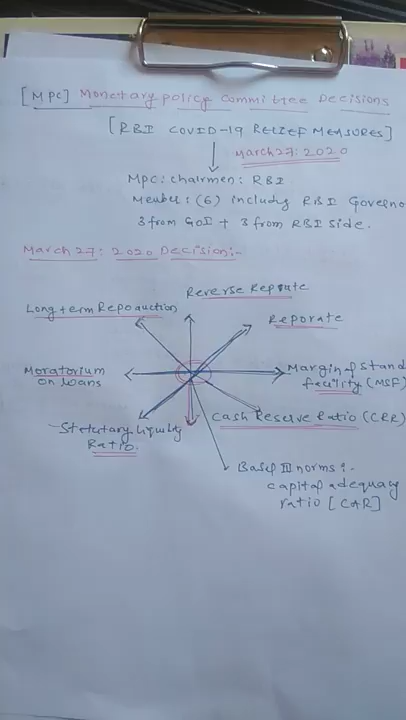 [MPC] Monetary policy Committee Decisions
[RBI COVID-19 RELIEF MEASURES]
March 27: 2020
Mpc: chairmen: RBI
Member: (6) including RBI Governo
3 from GOI + 3 from RBI side.
March 27: 2020 Decision:-
Reverse Reporate
Long term Repo auction
Reporate
Moratorium
on loans
Marginal Stand
facility (MSF)
Cash Reserve Ratio (CRR)
Statutary Liquidity
Ratio.
Basel III norms:-
capital adequacy
ratio [CAR]